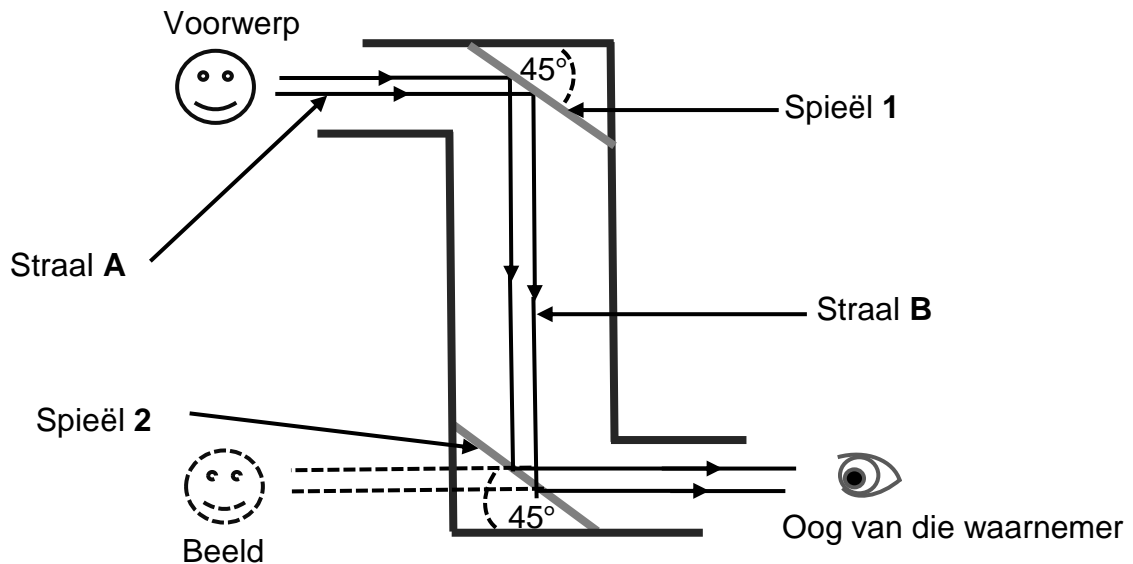 Voorwerp
45°
Spieël 1
Straal A
Straal B
Spieël 2
45°
Oog van die waarnemer
Beeld